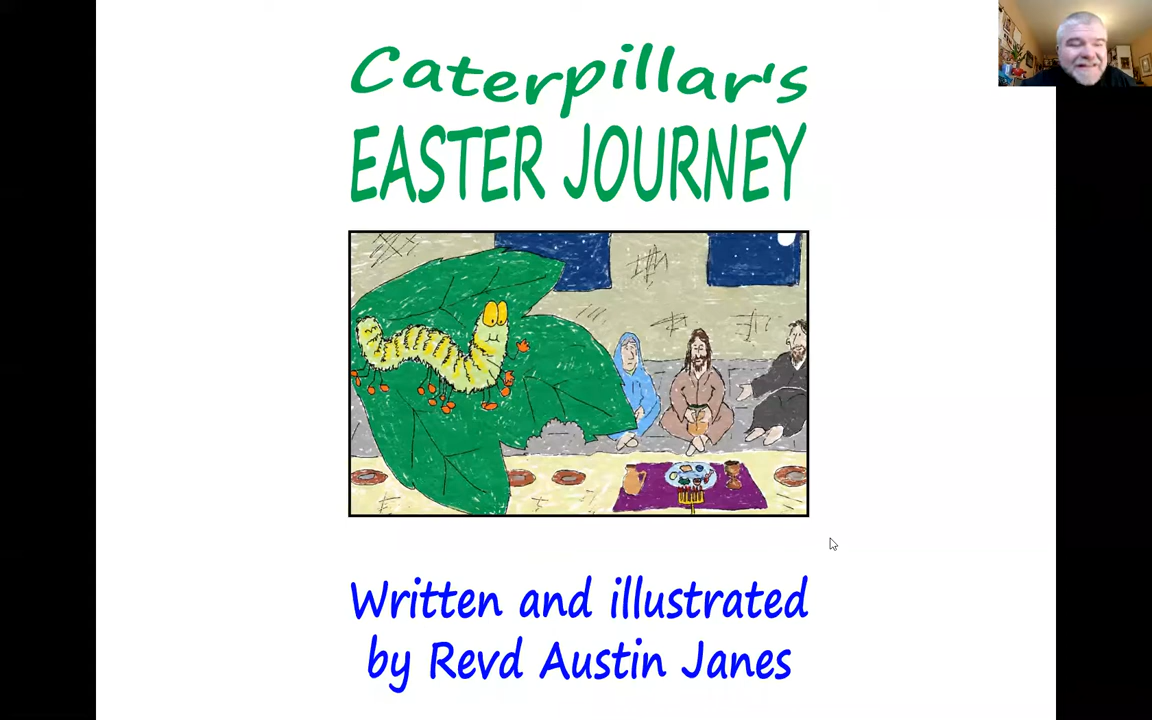 Caterpillar's
EASTER JOURNEY
Written and illustrated
by Revd Austin Janes